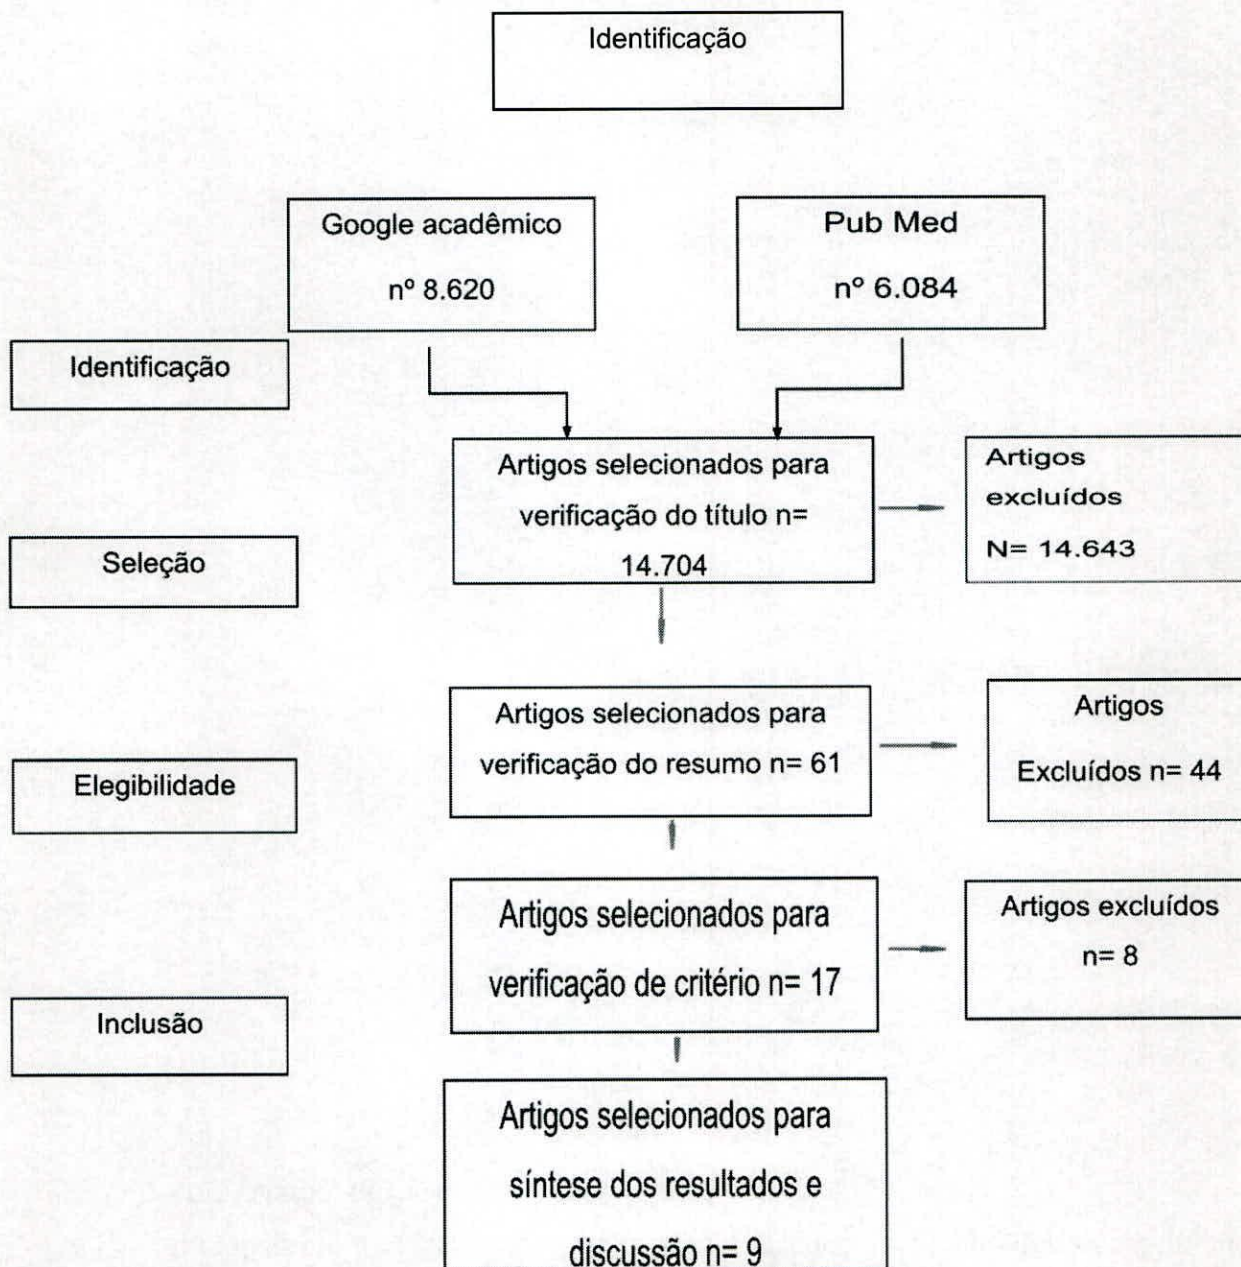 Identificação
Google acadêmico
nº 8.620
Pub Med
nº 6.084
Identificação
Artigos selecionados para
verificação do título n=
14.704
Artigos
excluídos
N= 14.643
Seleção
Artigos selecionados para
verificação do resumo n= 61
Artigos
Excluídos n= 44
Elegibilidade
Artigos selecionados para
verificação de critério n= 17
Artigos excluídos
n= 8
Inclusão
Artigos selecionados para
síntese dos resultados e
discussão n= 9